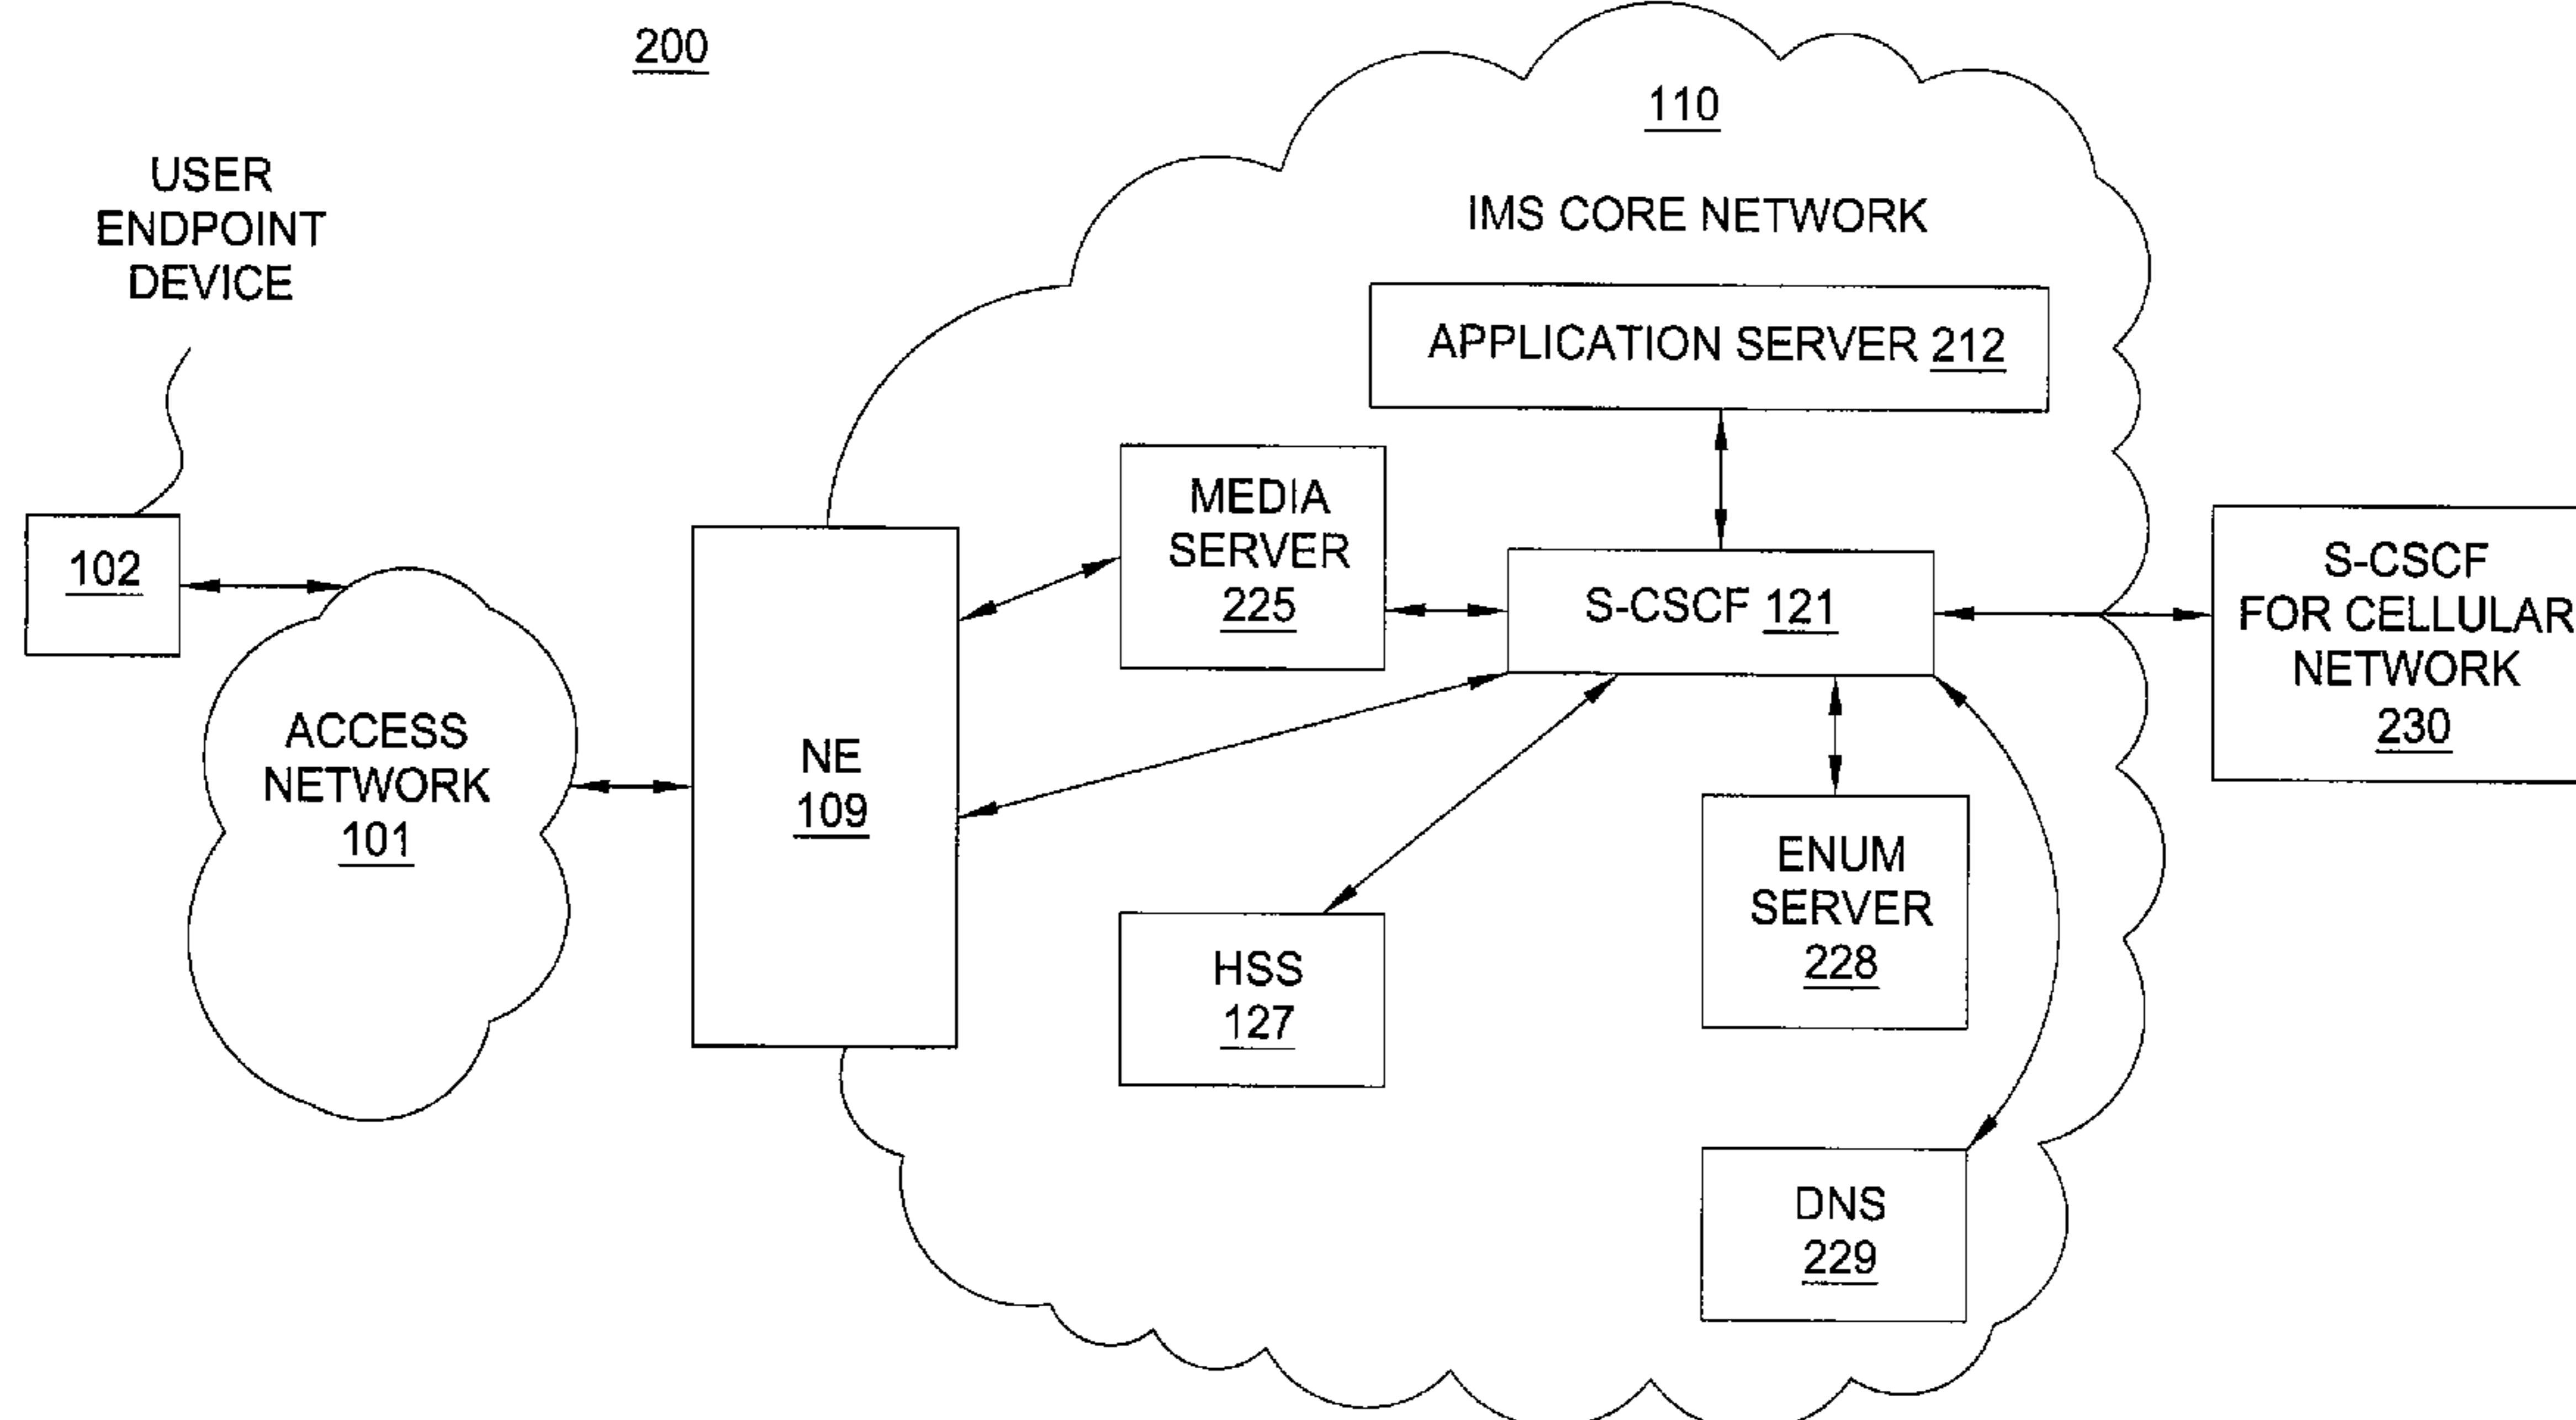 200
110
USER
ENDPOINT
DEVICE
IMS CORE NETWORK
APPLICATION SERVER 212
MEDIA
SERVER
225
102
S-CSCF 121
S-CSCF
FOR CELLULAR
NETWORK
230
ACCESS
NETWORK
101
NE
109
ENUM
SERVER
228
HSS
127
DNS
229